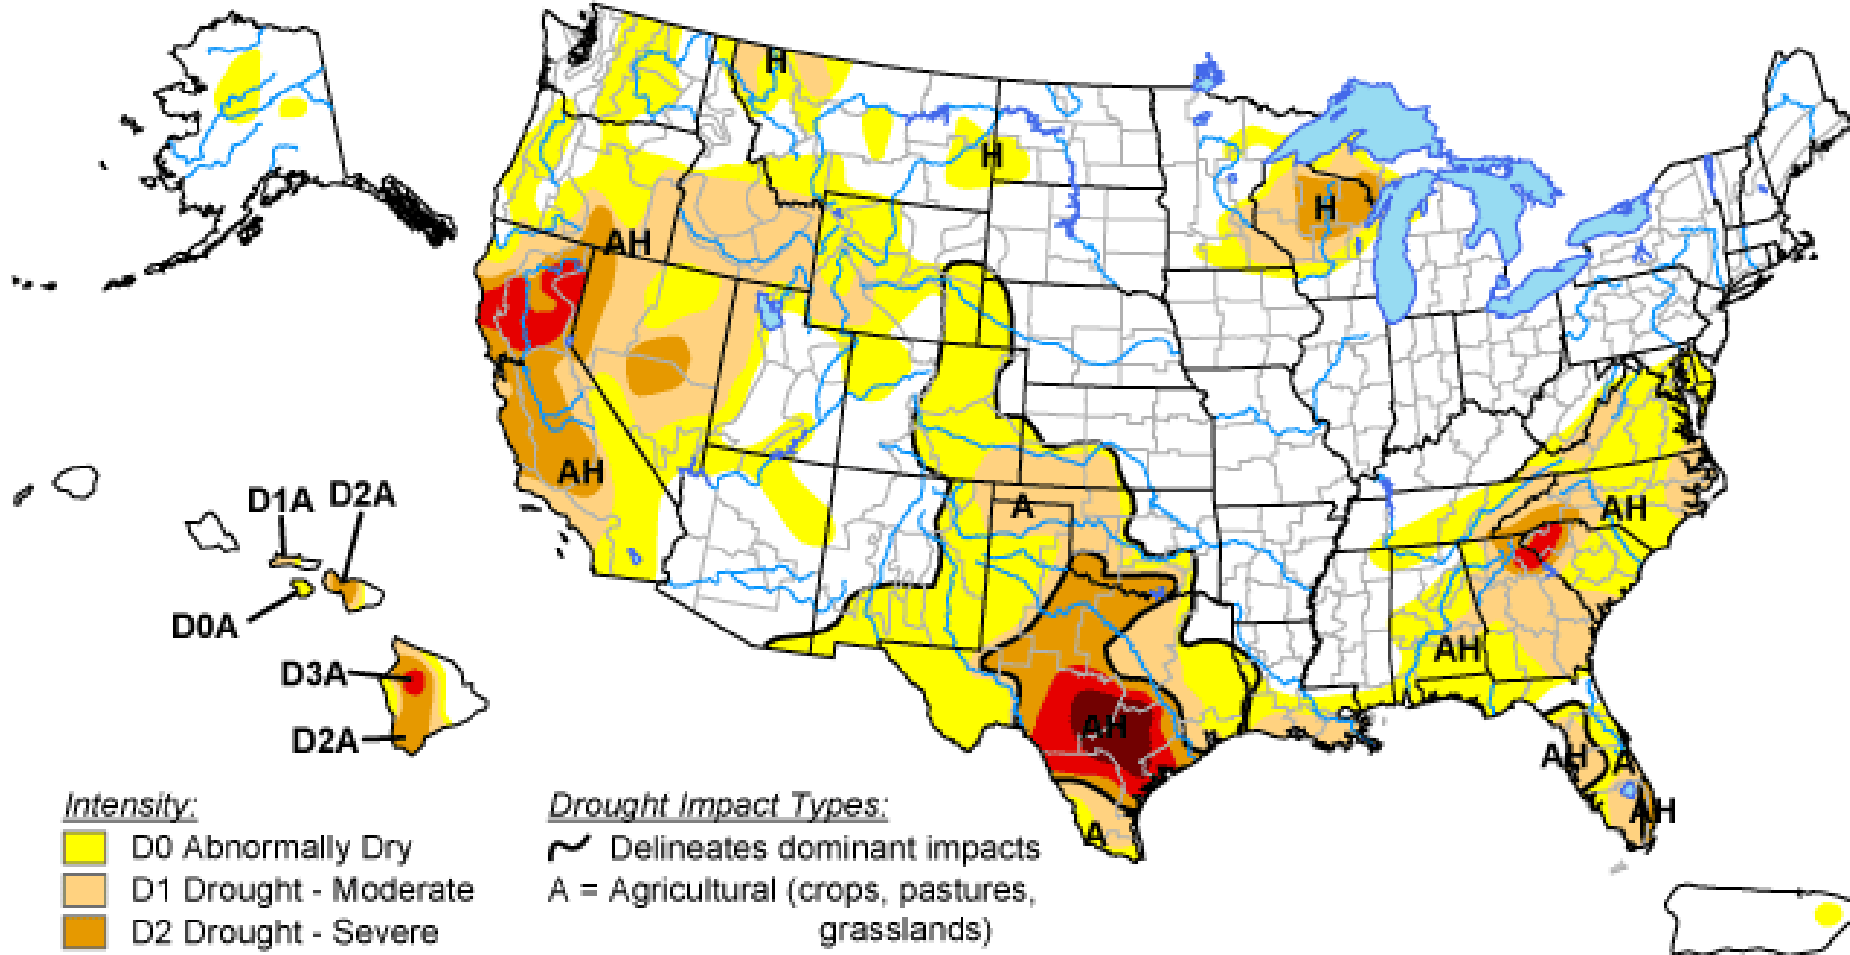 H
H
H
AH
AH
A
AH
D1A D2A
D0A
AH
D3A
AH
D2A
AH
A
AH
A
Intensity:
D0 Abnormally Dry
D1 Drought - Moderate
D2 Drought - Severe
Drought Impact Types:
Delineates dominant impacts
A = Agricultural (crops, pastures,
grasslands)